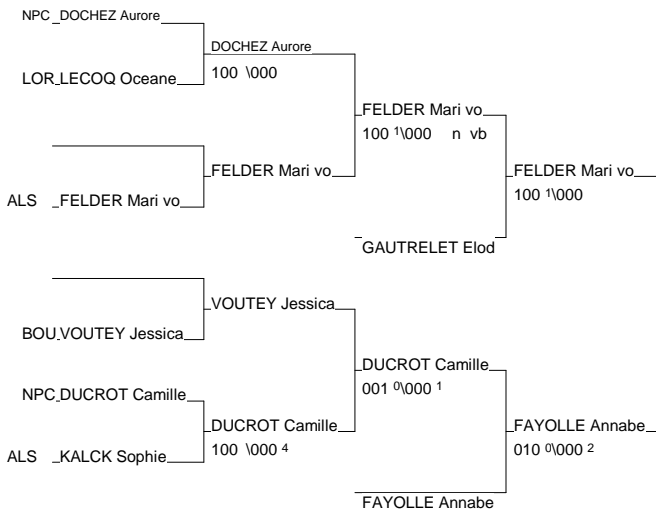 NPC DOCHEZ Aurore
DOCHEZ Aurore
LOR LECOQ Oceane
100 \000
FELDER Mari vo
100 1\000 n vb
FELDER Mari vo
FELDER Mari vo
100 1\000
ALS FELDER Mari vo
GAUTRELET Elod
VOUTEY Jessica
BOU VOUTEY Jessica
DUCROT Camille
001 0\000 1
NPC DUCROT Camille
DUCROT Camille
100 \000 4
FAYOLLE Annabe
010 0\000 2
ALS KALCK Sophie
FAYOLLE Annabe